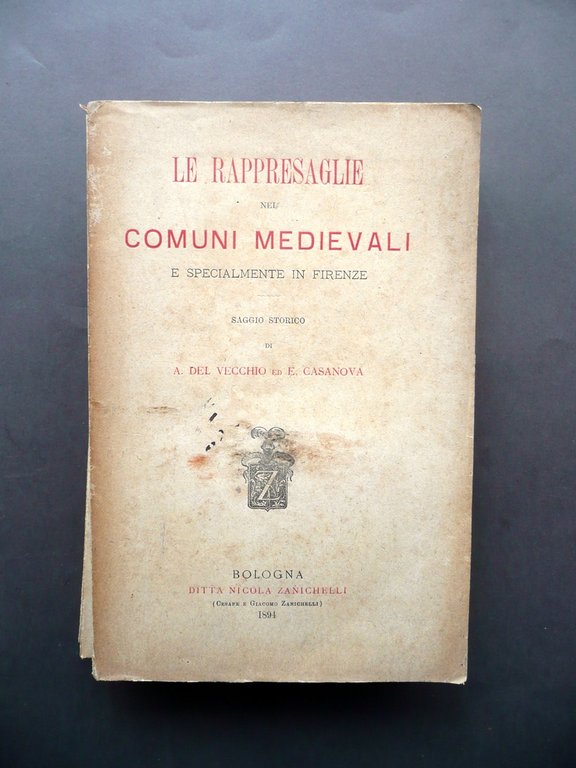 LE RAPPRESAGLIE
NEI
COMUNI MEDIEVALI
E SPECIALMENTE IN FIRENZE
SAGGIO STORICO
DI
A. DEL VECCHIO ED E. CASANOVA
Z
BOLOGNA
DITTA NICOLA ZANICHELLI
(CESARE E GIACOMO ZANICHELLI)
1894